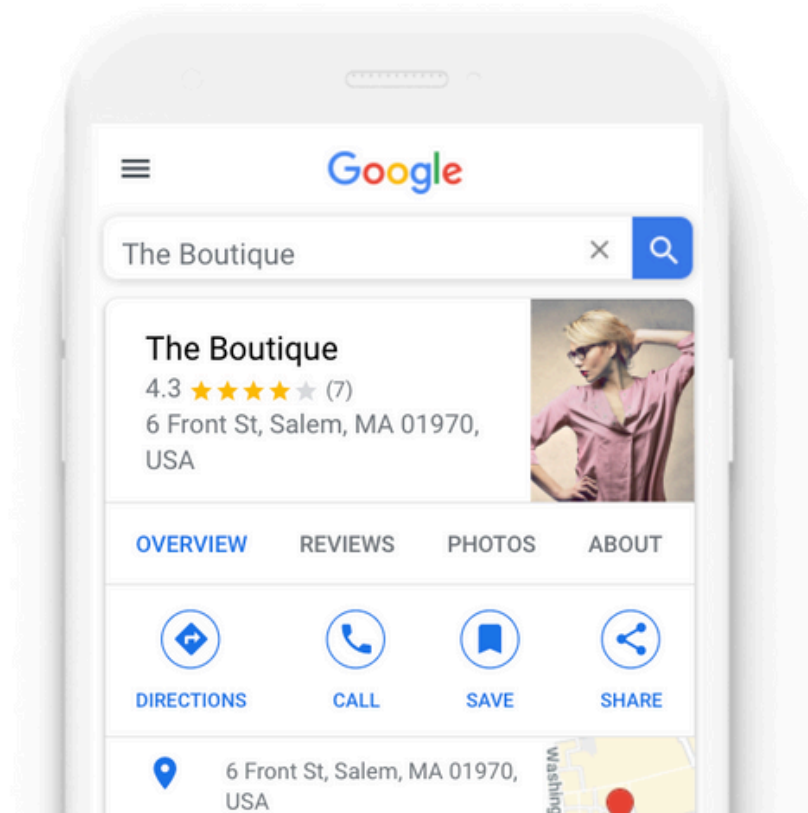 Google
The Boutique
The Boutique
4.3 (7)
6 Front St, Salem, MA 01970,
USA
OVERVIEW REVIEWS PHOTOS ABOUT
DIRECTIONS CALL SAVE SHARE
6 Front St, Salem, MA 01970,
USA
Washing